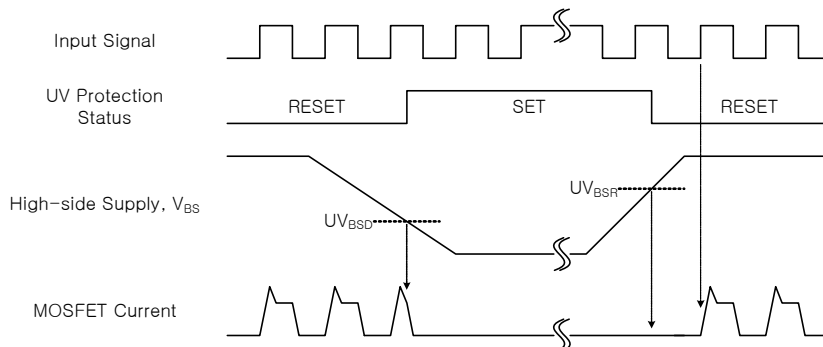 Input Signal
UV Protection
Status
RESET
SET
RESET
High-side Supply, VBS
UVBSD
UVBSR
MOSFET Current